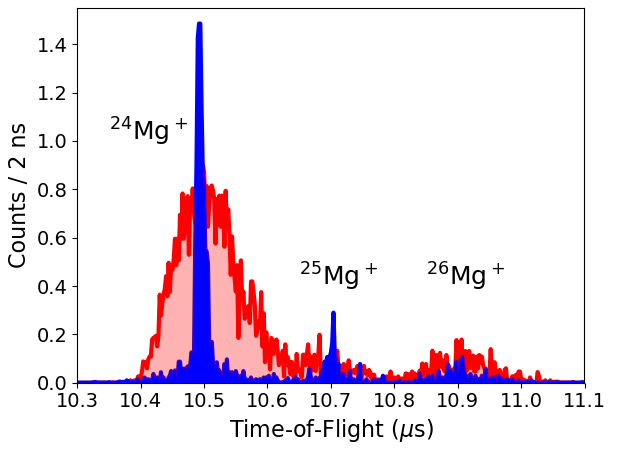 1.4
1.2
1.0
0.8
0.6
0.4
0.2
0.0
Counts / 2 ns
²⁴Mg⁺
²⁵Mg⁺
²⁶Mg⁺
10.3 10.4 10.5 10.6 10.7 10.8 10.9 11.0 11.1
Time-of-Flight (μs)